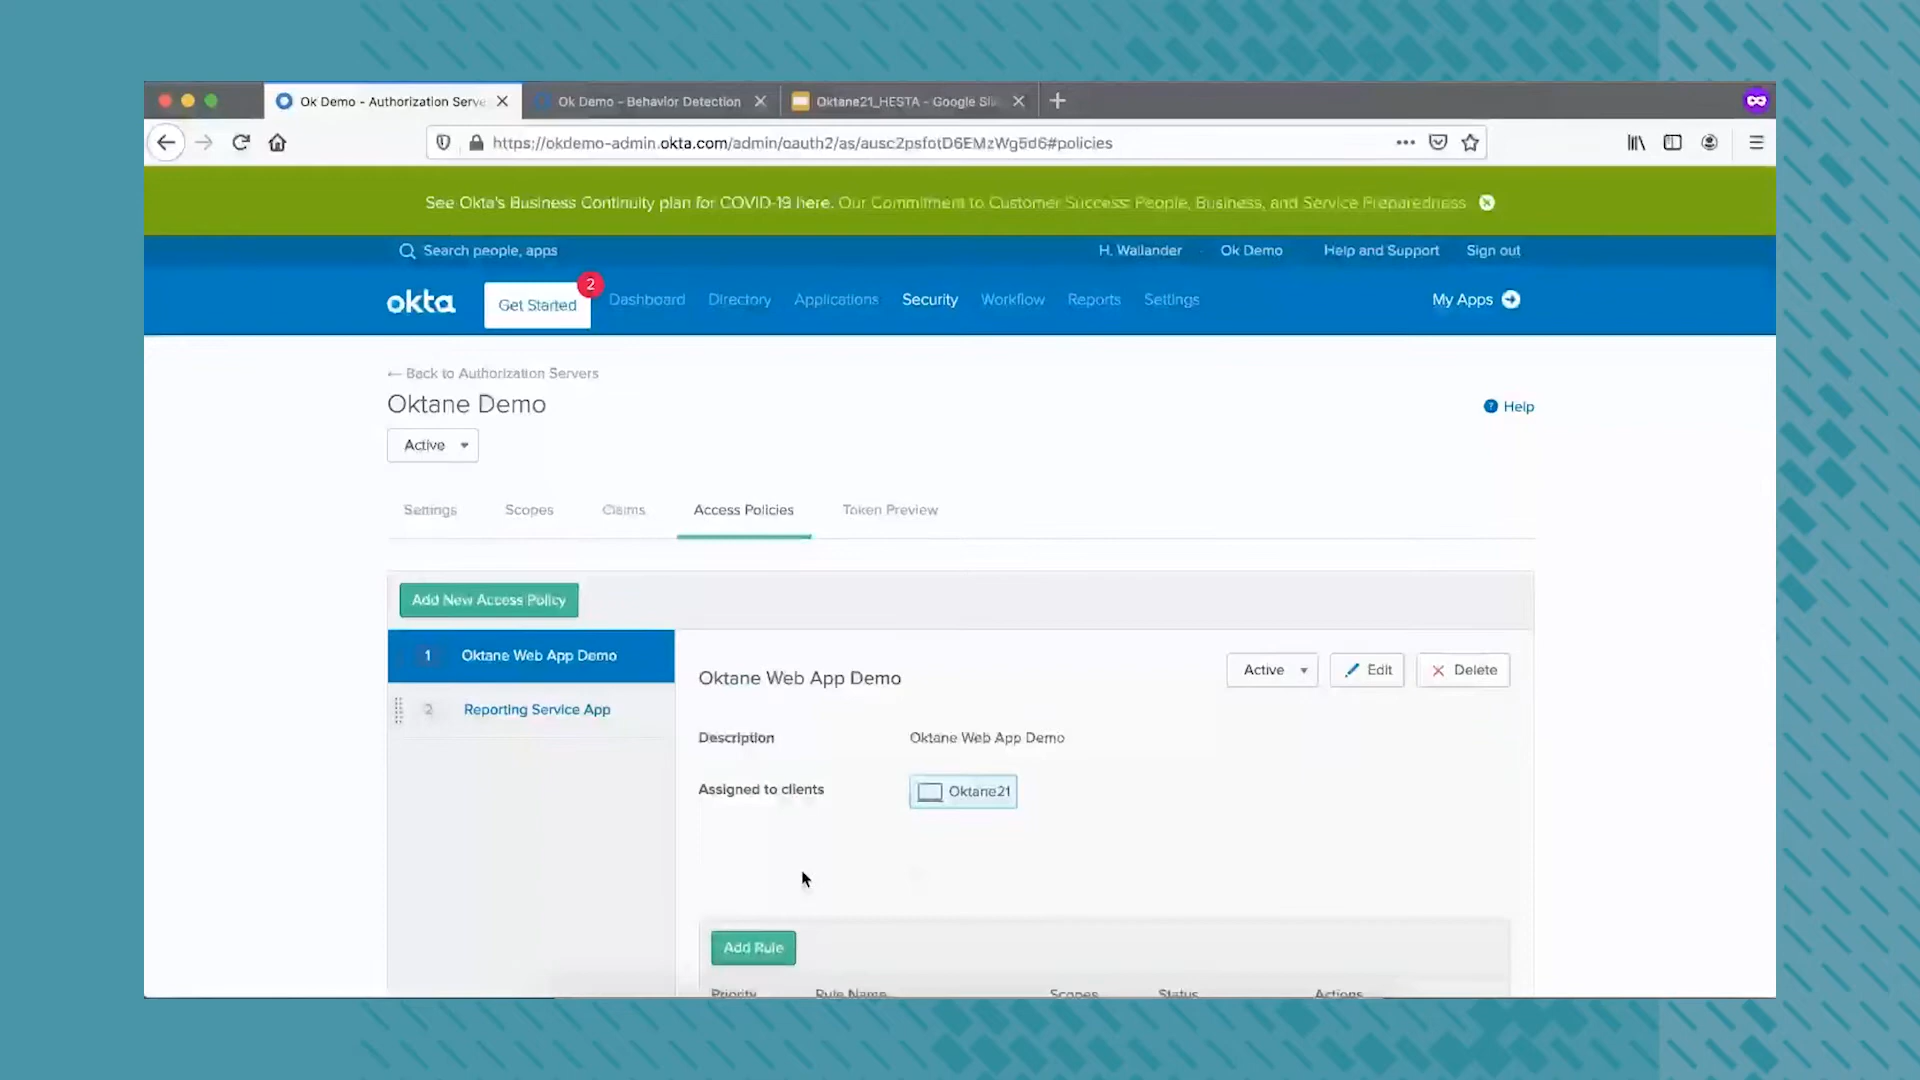 Ok Demo - Authorization Serve
Ok Demo - Behavior Detection
Oktane21_HESTA - Google Sli
https://okdemo-admin.okta.com/admin/oauth2/as/ausc2psfotD6EMzWg5d6#policies
See Okta's Business Continuity plan for COVID-19 here. Our Commitment to Customer Success: People, Business, and Service Preparedness
Search people, apps
H. Wallander
Ok Demo
Help and Support
Sign out
okta
Get Started
2
Dashboard
Directory
Applications
Security
Workflow
Reports
Settings
My Apps
← Back to Authorization Servers
Oktane Demo
Help
Active
Settings
Scopes
Claims
Access Policies
Token Preview
Add New Access Policy
1 Oktane Web App Demo
2 Reporting Service App
Oktane Web App Demo
Active
Edit
Delete
Description Oktane Web App Demo
Assigned to clients Oktane21
Add Rule
Priority Rule Name Scopes Status Actions